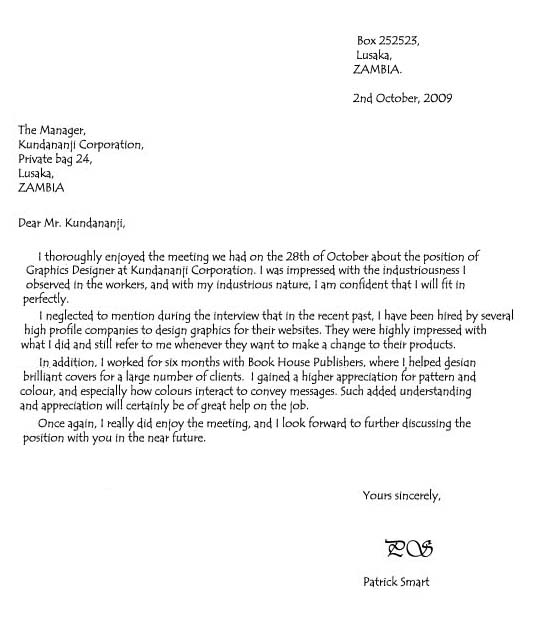 Box 252523,
Lusaka,
ZAMBIA.
2nd October, 2009
The Manager,
Kundananji Corporation,
Private bag 24,
Lusaka,
ZAMBIA
Dear Mr. Kundananji,
I thoroughly enjoyed the meeting we had on the 28th of October about the position of
Graphics Designer at Kundananji Corporation. I was impressed with the industriousness I
observed in the workers, and with my industrious nature, I am confident that I will fit in
perfectly.
I neglected to mention during the interview that in the recent past, I have been hired by several
high profile companies to design graphics for their websites. They were highly impressed with
what I did and still refer to me whenever they want to make a change to their products.
In addition, I worked for six months with Book House Publishers, where I helped design
brilliant covers for a large number of clients. I gained a higher appreciation for pattern and
colour, and especially how colours interact to convey messages. Such added understanding
and appreciation will certainly be of great help on the job.
Once again, I really did enjoy the meeting, and I look forward to further discussing the
position with you in the near future.
Yours sincerely,
PS
Patrick Smart